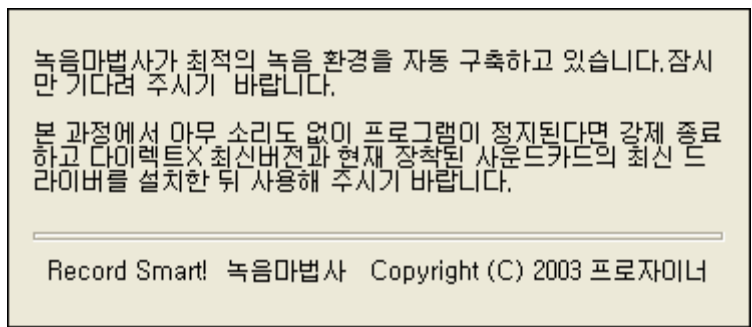 녹음마법사가 최적의 녹음 환경을 자동 구축하고 있습니다.잠시
만 기다려 주시기  바랍니다.
본 과정에서 아무 소리도 없이 프로그램이 정지된다면 강제 종료
하고 다이렉트X 최신버전과 현재 장착된 사운드카드의 최신 드
라이버를 설치한 뒤 사용해 주시기 바랍니다.
Record Smart!  녹음마법사   Copyright (C) 2003 프로자이너